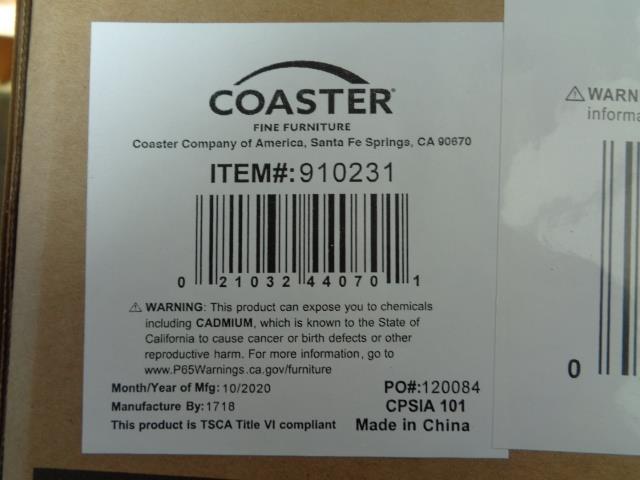 COASTER®
FINE FURNITURE
Coaster Company of America, Santa Fe Springs, CA 90670
ITEM#: 910231
0 21032 44070 1
⚠ WARNING: This product can expose you to chemicals
including CADMIUM, which is known to the State of
California to cause cancer or birth defects or other
reproductive harm. For more information, go to
www.P65Warnings.ca.gov/furniture
Month/Year of Mfg: 10/2020
PO#:120084
Manufacture By: 1718
CPSIA 101
This product is TSCA Title VI compliant
Made in China
⚠ WARN
informa
0